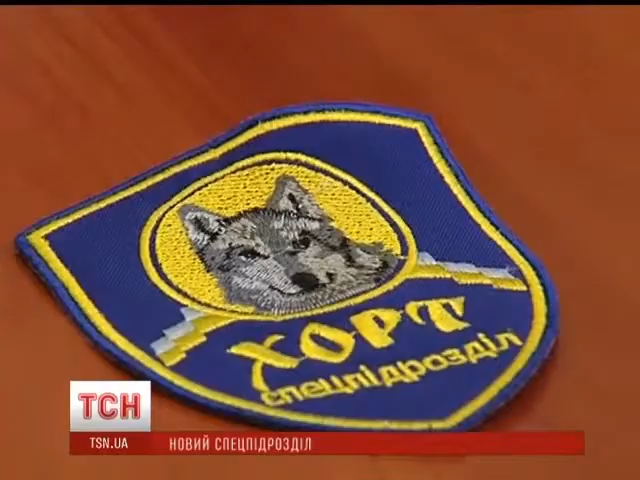 ХОРТ
спецпідрозділ
ТСН
TSN.UA
НОВИЙ СПЕЦПІДРОЗДІЛ